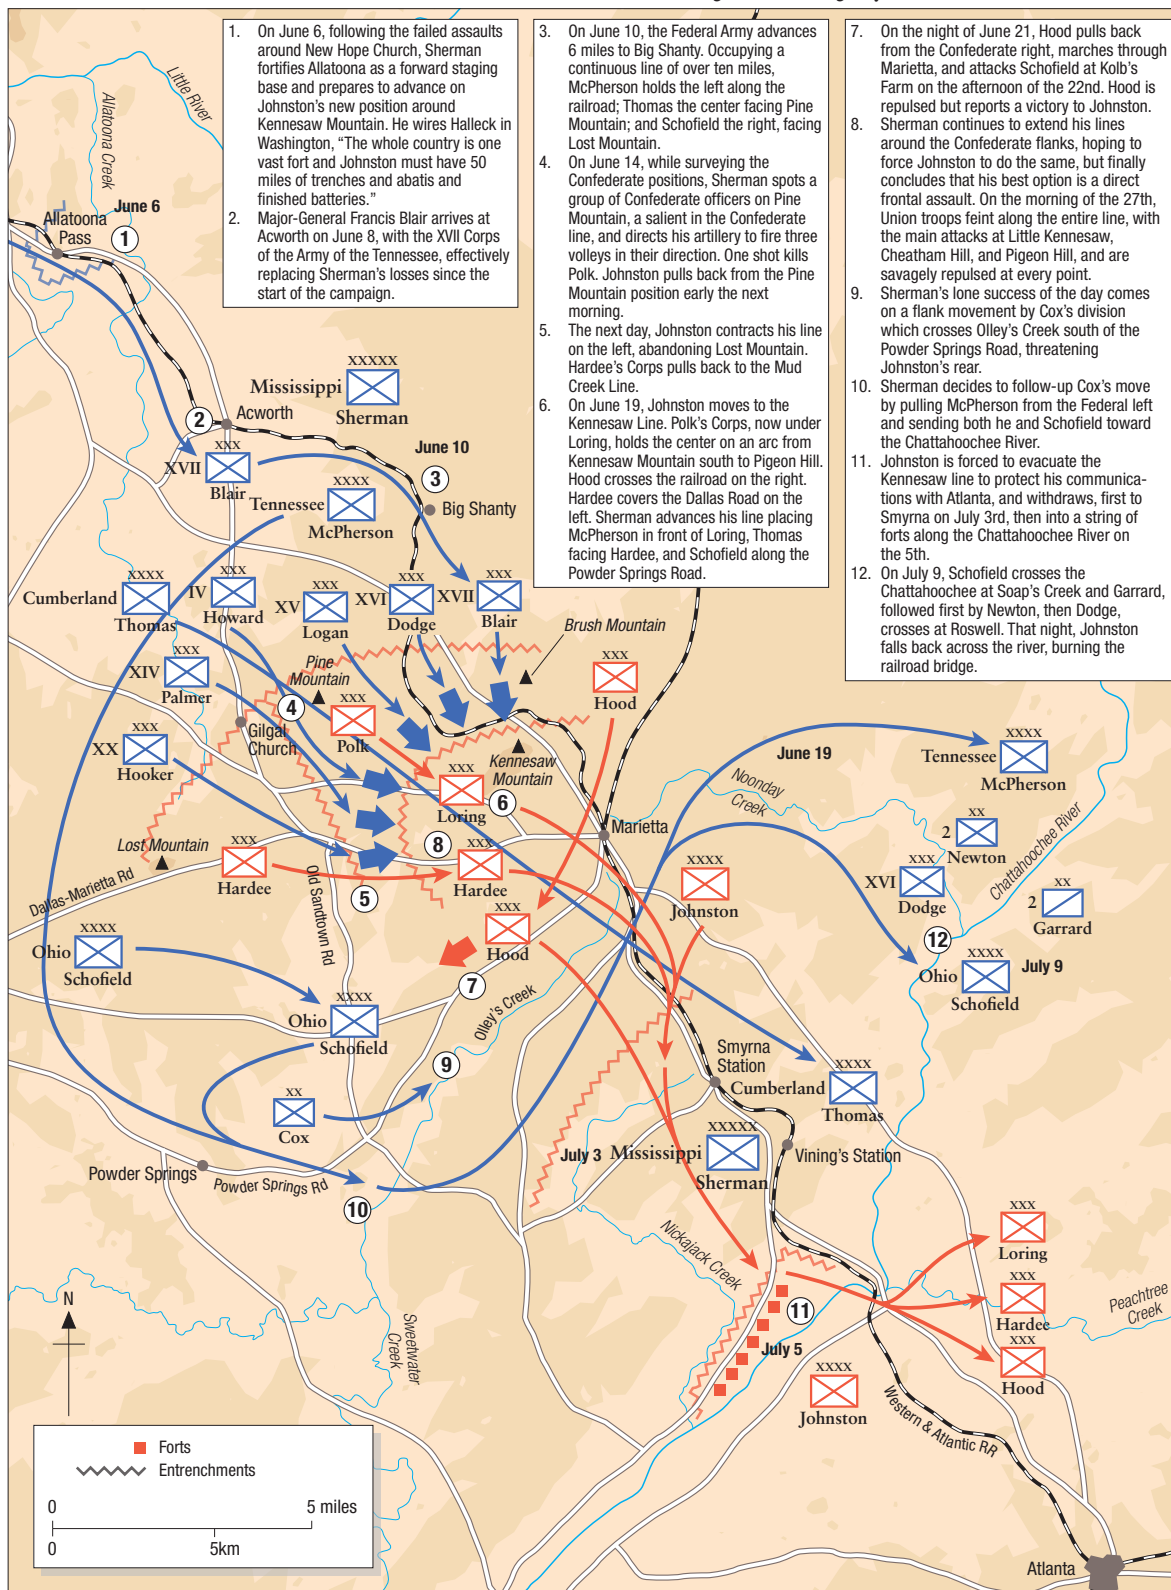 1. On June 6, following the failed assaults
around New Hope Church, Sherman
fortifies Allatoona as a forward staging
base and prepares to advance on
Johnston's new position around
Kennesaw Mountain. He wires Halleck in
Washington, “The whole country is one
vast fort and Johnston must have 50
miles of trenches and abatis and
finished batteries.”
2. Major-General Francis Blair arrives at
Acworth on June 8, with the XVII Corps
of the Army of the Tennessee, effectively
replacing Sherman's losses since the
start of the campaign.
3. On June 10, the Federal Army advances
6 miles to Big Shanty. Occupying a
continuous line of over ten miles,
McPherson holds the left along the
railroad; Thomas the center facing Pine
Mountain; and Schofield the right, facing
Lost Mountain.
4. On June 14, while surveying the
Confederate positions, Sherman spots a
group of Confederate officers on Pine
Mountain, a salient in the Confederate
line, and directs his artillery to fire three
volleys in their direction. One shot kills
Polk. Johnston pulls back from the Pine
Mountain position early the next
morning.
5. The next day, Johnston contracts his line
on the left, abandoning Lost Mountain.
Hardee's Corps pulls back to the Mud
Creek Line.
6. On June 19, Johnston moves to the
Kennesaw Line. Polk's Corps, now under
Loring, holds the center on an arc from
Kennesaw Mountain south to Pigeon Hill.
Hood crosses the railroad on the right.
Hardee covers the Dallas Road on the
left. Sherman advances his line placing
McPherson in front of Loring, Thomas
facing Hardee, and Schofield along the
Powder Springs Road.
7. On the night of June 21, Hood pulls back
from the Confederate right, marches through
Marietta, and attacks Schofield at Kolb's
Farm on the afternoon of the 22nd. Hood is
repulsed but reports a victory to Johnston.
8. Sherman continues to extend his lines
around the Confederate flanks, hoping to
force Johnston to do the same, but finally
concludes that his best option is a direct
frontal assault. On the morning of the 27th,
Union troops feint along the entire line, with
the main attacks at Little Kennesaw,
Cheatham Hill, and Pigeon Hill, and are
savagely repulsed at every point.
9. Sherman's lone success of the day comes
on a flank movement by Cox's division
which crosses Olley's Creek south of the
Powder Springs Road, threatening
Johnston's rear.
10. Sherman decides to follow-up Cox's move
by pulling McPherson from the Federal left
and sending both he and Schofield toward
the Chattahoochee River.
11. Johnston is forced to evacuate the
Kennesaw line to protect his communica-
tions with Atlanta, and withdraws, first to
Smyrna on July 3rd, then into a string of
forts along the Chattahoochee River on
the 5th.
12. On July 9, Schofield crosses the
Chattahoochee at Soap's Creek and Garrard,
followed first by Newton, then Dodge,
crosses at Roswell. That night, Johnston
falls back across the river, burning the
railroad bridge.
Little River
Allatoona Creek
June 6
Allatoona
Pass
1
XXXXX
Mississippi
Sherman
2
Acworth
XXX
XVII
Blair
June 10
3
Big Shanty
XXXX
Tennessee
McPherson
XXXX
Cumberland
Thomas
XXX
IV
Howard
XXX
XV
Logan
XXX
XVI
Dodge
XXX
XVII
Blair
Brush Mountain
XXX
XIV
Palmer
Pine
Mountain
4
XXX
Polk
XXX
Hood
Gilgal
Church
XXX
XX
Hooker
Kennesaw
Mountain
XXX
Loring
6
June 19
XXXX
Tennessee
McPherson
Noonday
Creek
Marietta
XX
2
Newton
Chattahoochee River
Lost Mountain
XXX
Hardee
8
XXX
Hardee
XXXX
Johnston
XXX
XVI
Dodge
XX
2
Garrard
Dallas-Marietta Rd
Old Sandtown Rd
5
XXX
Hood
12
XXXX
Ohio
Schofield
XXXX
Ohio
Schofield
July 9
7
XXXX
Ohio
Schofield
Olley's Creek
9
Smyrna
Station
XXXX
Cumberland
Thomas
XX
Cox
Powder Springs
Powder Springs Rd
10
July 3
XXXXX
Mississippi
Sherman
Vining's Station
Nickajack Creek
XXX
Loring
XXX
Hardee
XXX
Hood
Peachtree
Creek
11
July 5
N
Sweetwater
Creek
XXXX
Johnston
Western & Atlantic RR
Forts
Entrenchments
0
5 miles
0
5km
Atlanta